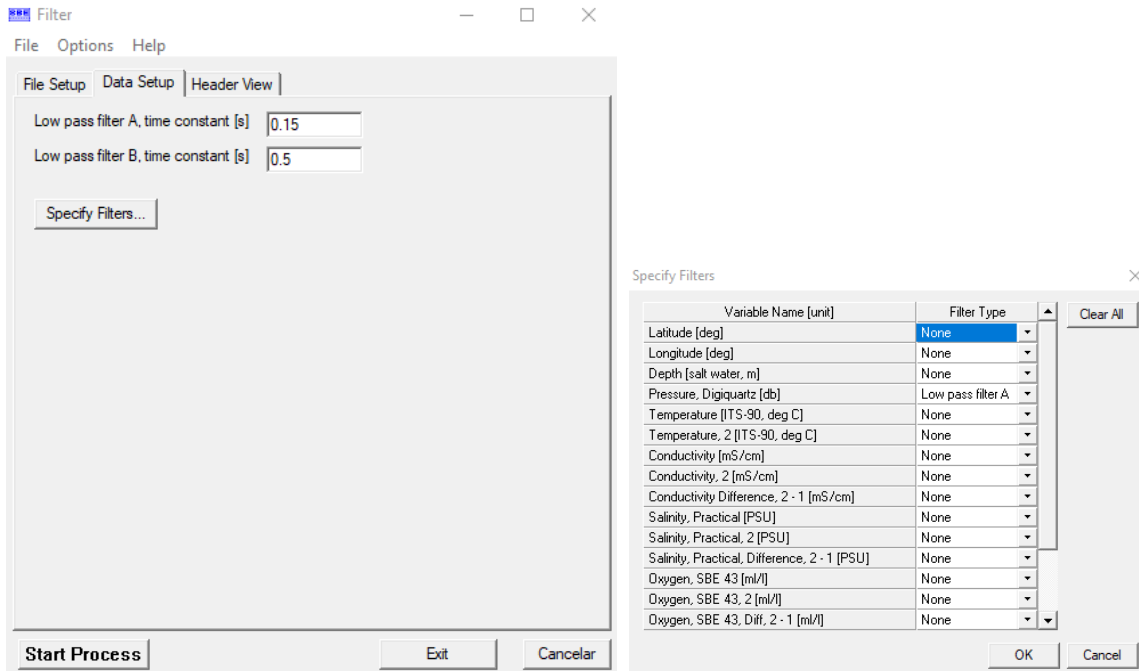 SBE Filter
File Options Help
File Setup Data Setup Header View
Low pass filter A, time constant [s] 0.15
Low pass filter B, time constant [s] 0.5
Specify Filters...
Start Process Exit Cancelar
Specify Filters
Variable Name [unit] Filter Type Clear All
Latitude [deg] None
Longitude [deg] None
Depth [salt water, m] None
Pressure, Digiquartz [db] Low pass filter A
Temperature [ITS-90, deg C] None
Temperature, 2 [ITS-90, deg C] None
Conductivity [mS/cm] None
Conductivity, 2 [mS/cm] None
Conductivity Difference, 2 - 1 [mS/cm] None
Salinity, Practical [PSU] None
Salinity, Practical, 2 [PSU] None
Salinity, Practical, Difference, 2 - 1 [PSU] None
Oxygen, SBE 43 [ml/l] None
Oxygen, SBE 43, 2 [ml/l] None
Oxygen, SBE 43, Diff, 2 - 1 [ml/l] None
OK Cancel